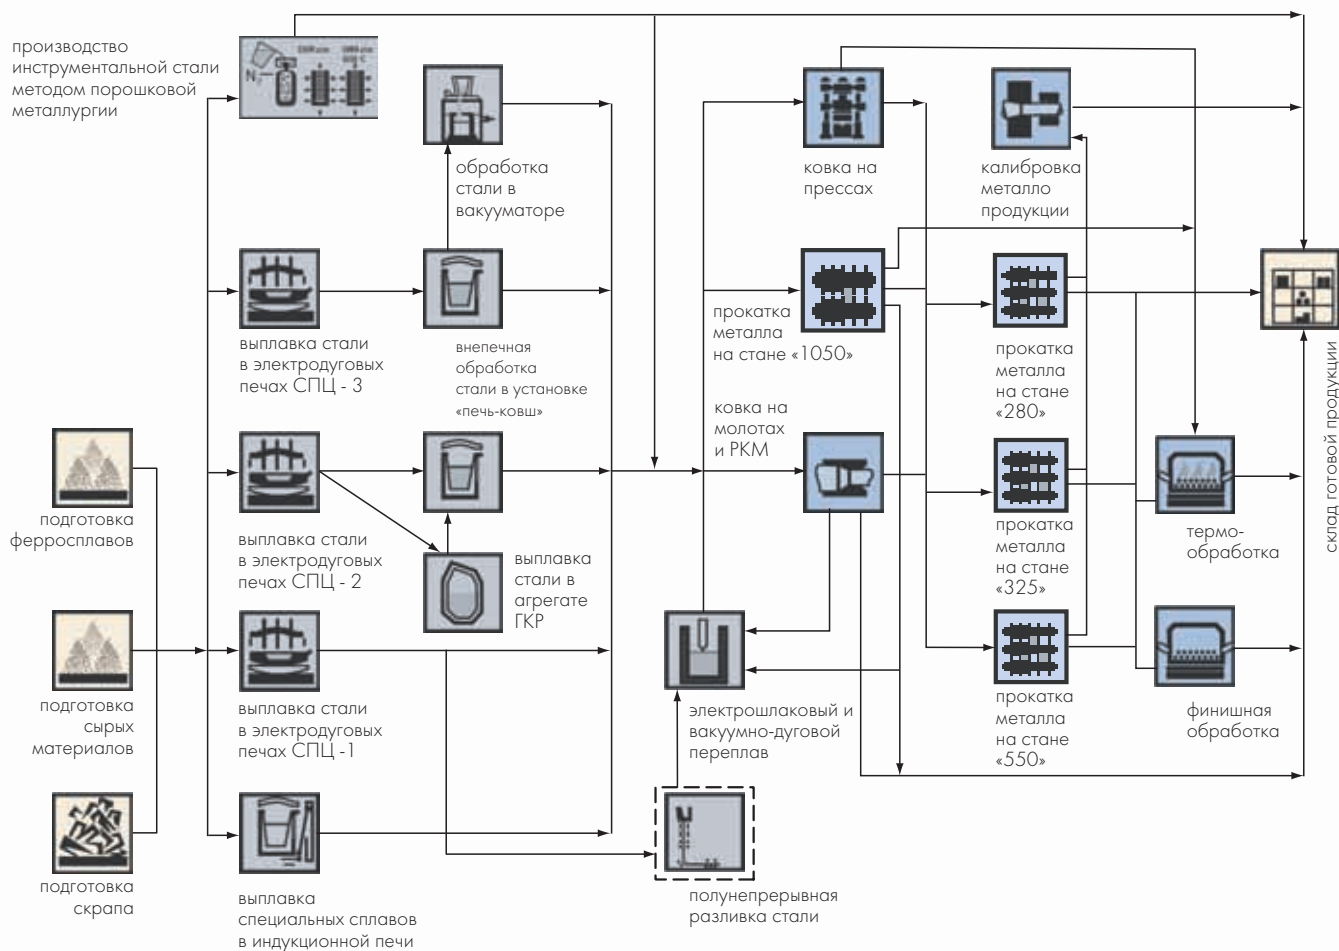 производство
инструментальной стали
методом порошковой
металлургии
N₂
обработка
стали в
вакууматоре
ковка на
прессах
калибровка
металло
продукции
выплавка стали
в электродуговых
печах СПЦ - 3
внепечная
обработка
стали в установке
«печь-ковш»
прокатка
металла
на стане «1050»
прокатка
металла
на стане
«280»
склад готовой продукции
ковка на
молотах
и РКМ
подготовка
ферросплавов
выплавка стали
в электродуговых
печах СПЦ - 2
выплавка
стали в
агрегате
ГКР
прокатка
металла
на стане
«325»
термо-
обработка
подготовка
сырых
материалов
выплавка стали
в электродуговых
печах СПЦ -1
электрошлаковый и
вакуумно-дуговой
переплав
прокатка
металла
на стане
«550»
финишная
обработка
подготовка
скрапа
выплавка
специальных сплавов
в индукционной печи
полунепрерывная
разливка стали